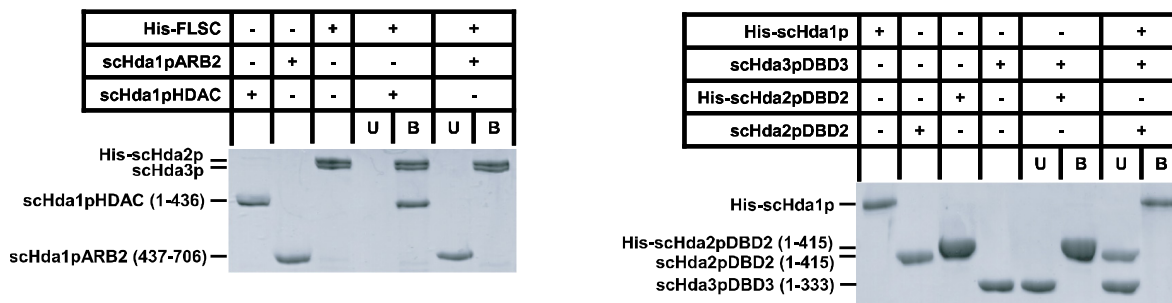 His-FLSC - - + + +
scHda1pARB2 - + - - +
scHda1pHDAC + - - + -
U B U B
His-scHda2p
scHda3p
scHda1pHDAC (1-436)
scHda1pARB2 (437-706)
His-scHda1p + - - - - +
scHda3pDBD3 - - - + + +
His-scHda2pDBD2 - - + - + -
scHda2pDBD2 - + - - - +
U B U B
His-scHda1p
His-scHda2pDBD2 (1-415)
scHda2pDBD2 (1-415)
scHda3pDBD3 (1-333)